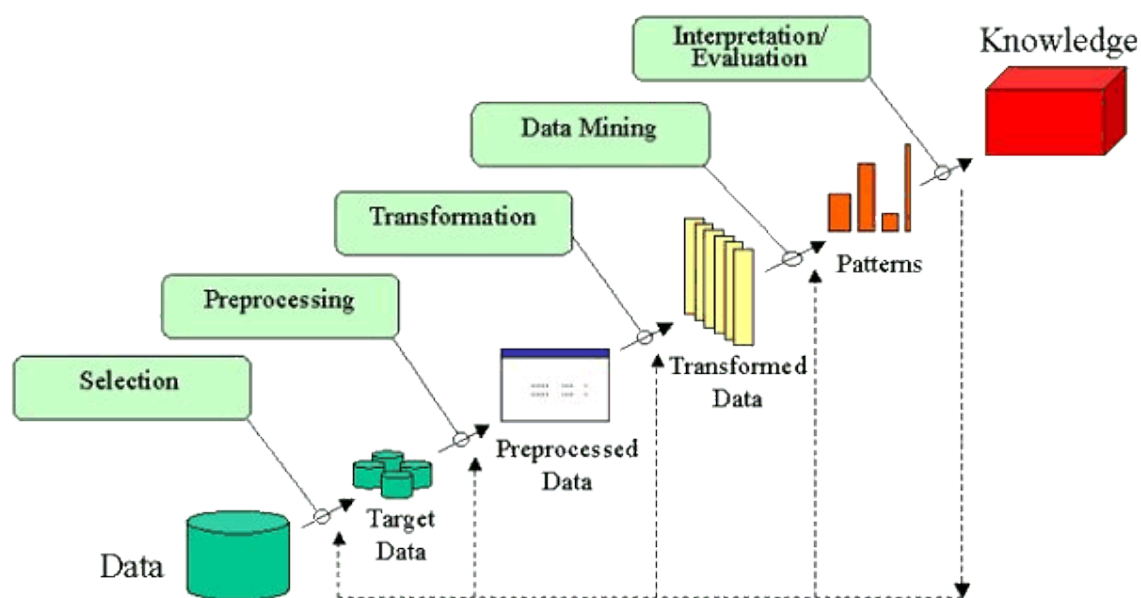 Interpretation/
Evaluation
Knowledge
Data Mining
Transformation
Patterns
Preprocessing
Transformed
Data
Selection
Preprocessed
Data
Target
Data
Data